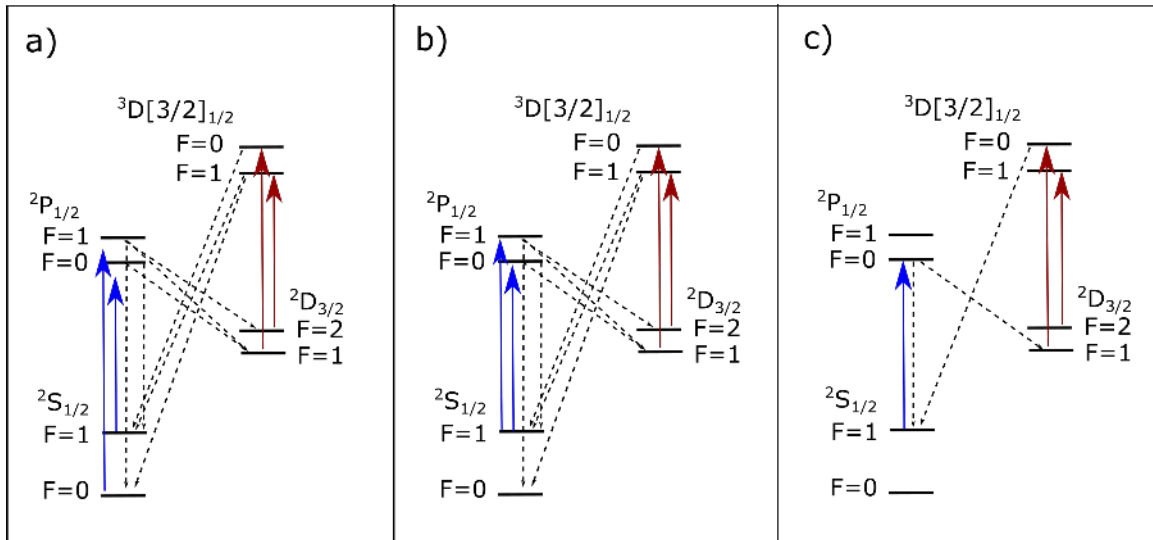 a)
³D[3/2]₁/₂
F=0
F=1
²P₁/₂
F=1
F=0
²D₃/₂
F=2
F=1
²S₁/₂
F=1
F=0
b)
³D[3/2]₁/₂
F=0
F=1
²P₁/₂
F=1
F=0
²D₃/₂
F=2
F=1
²S₁/₂
F=1
F=0
c)
³D[3/2]₁/₂
F=0
F=1
²P₁/₂
F=1
F=0
²D₃/₂
F=2
F=1
²S₁/₂
F=1
F=0